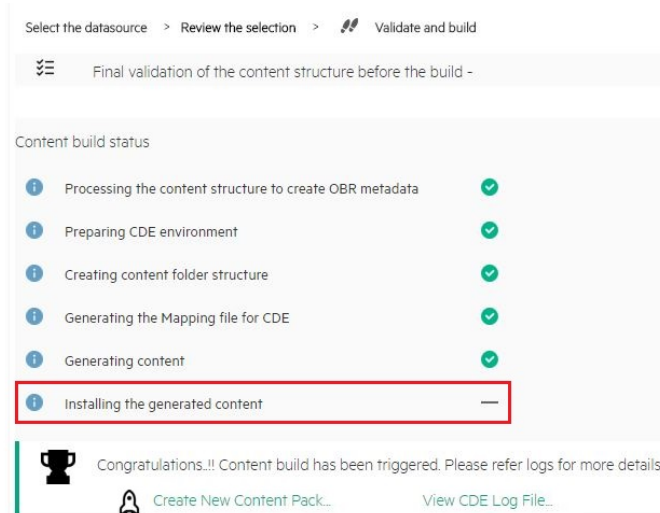 Select the datasource > Review the selection > Validate and build
Final validation of the content structure before the build -
Content build status
Processing the content structure to create OBR metadata
Preparing CDE environment
Creating content folder structure
Generating the Mapping file for CDE
Generating content
Installing the generated content —
Congratulations..!! Content build has been triggered. Please refer logs for more details
Create New Content Pack... View CDE Log File...